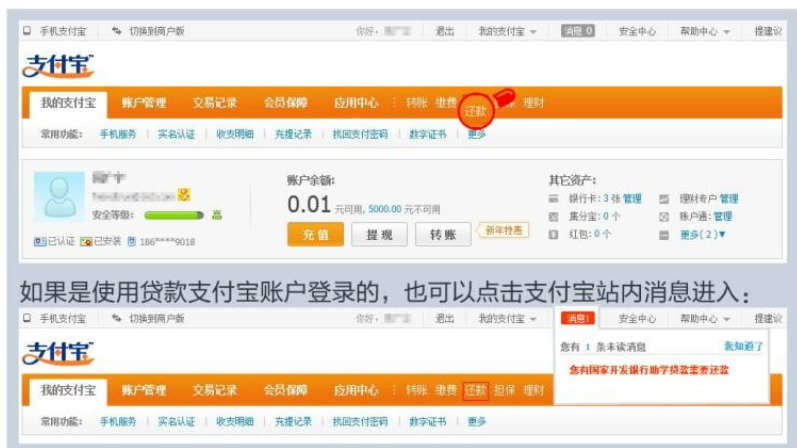 手机支付宝 切换到商户版 你好, 退出 我的支付宝 消息 0 安全中心 帮助中心 提建议
支付宝
我的支付宝 账户管理 交易记录 会员保障 应用中心 转账 缴费 还款 担保 理财
常用功能: 手机服务 实名认证 收支明细 充提记录 找回支付密码 数字证书 更多
账户余额: 其它资产:
0.01 元可用, 5000.00 元不可用 银行卡: 3 张 管理 理财专户 管理
安全等级: 高 集分宝: 0 个 账户通: 管理
充值 提现 转账 新年特惠 红包: 0 个 更多(2)▼
已认证 已安装 186****9018
如果是使用贷款支付宝账户登录的，也可以点击支付宝站内消息进入：
手机支付宝 切换到商户版 你好, 退出 我的支付宝 消息1 安全中心 帮助中心 提建议
支付宝
您有 1 条未读消息 我知道了
您有国家开发银行助学贷款需要还款
我的支付宝 账户管理 交易记录 会员保障 应用中心 转账 缴费 还款 担保 理财
常用功能: 手机服务 实名认证 收支明细 充提记录 找回支付密码 数字证书 更多